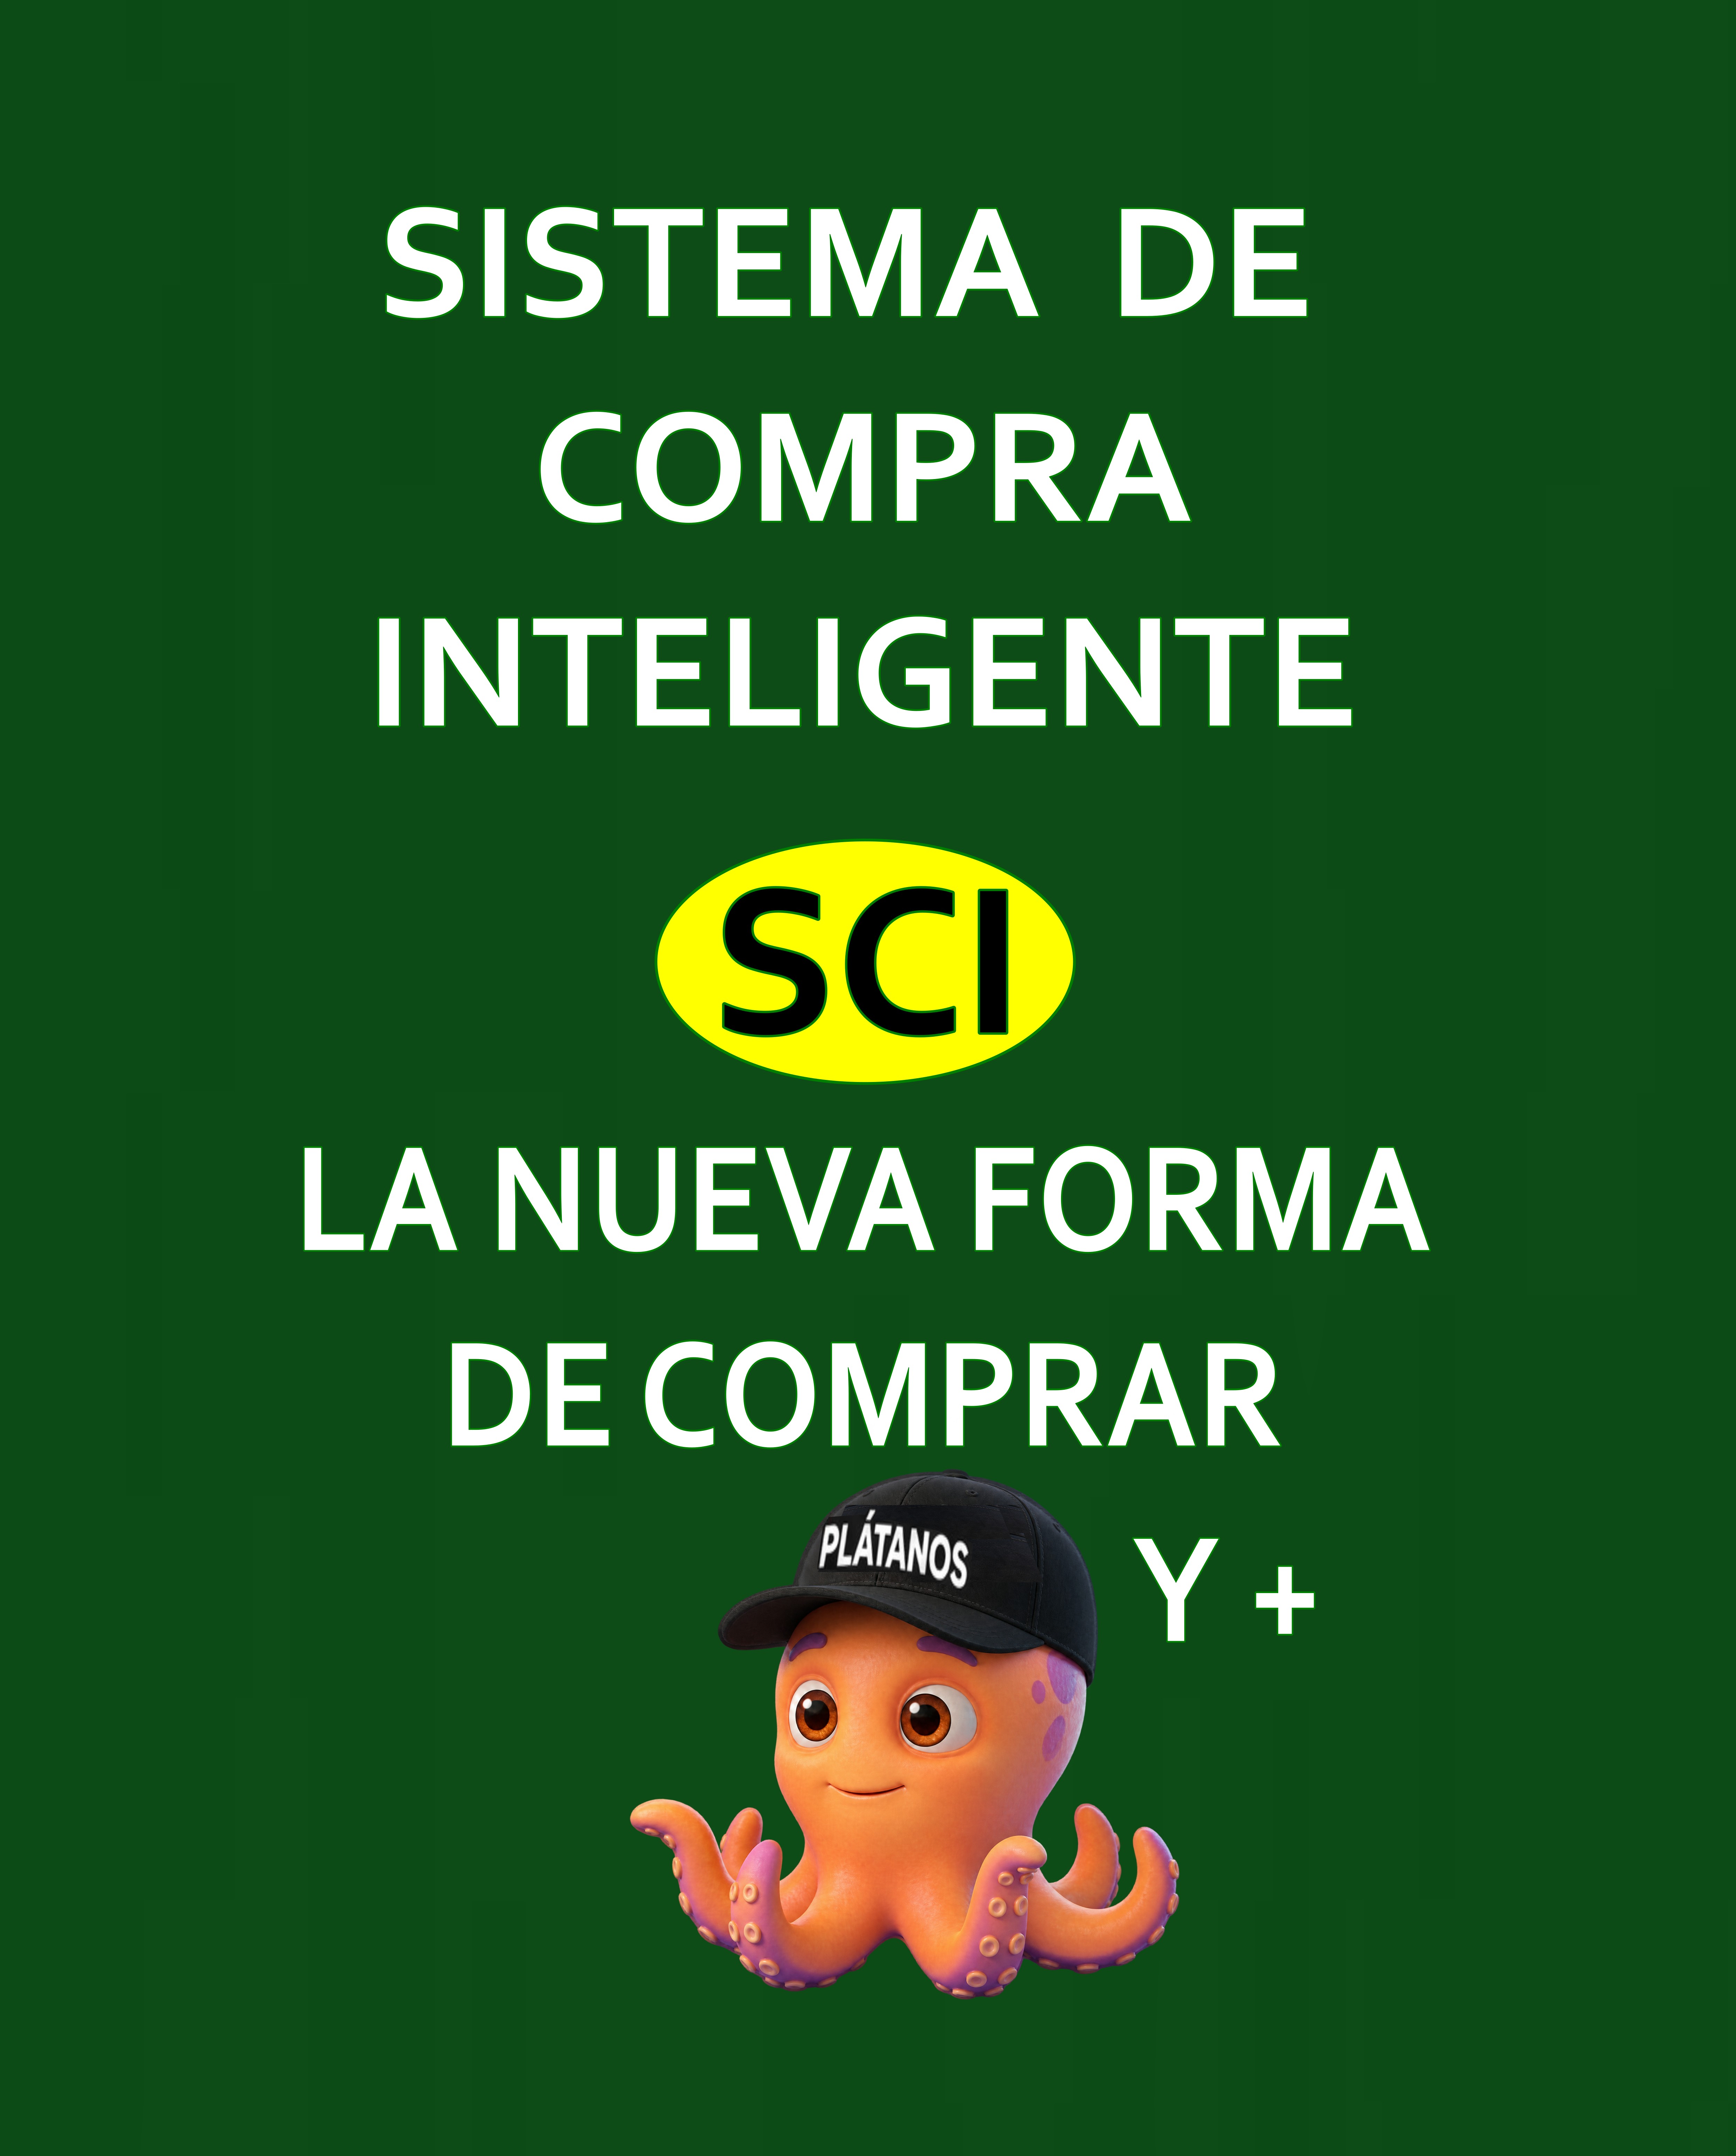 SISTEMA DE
COMPRA
INTELIGENTE
SCI
LA NUEVA FORMA
DE COMPRAR
PLÁTANOS
Y +